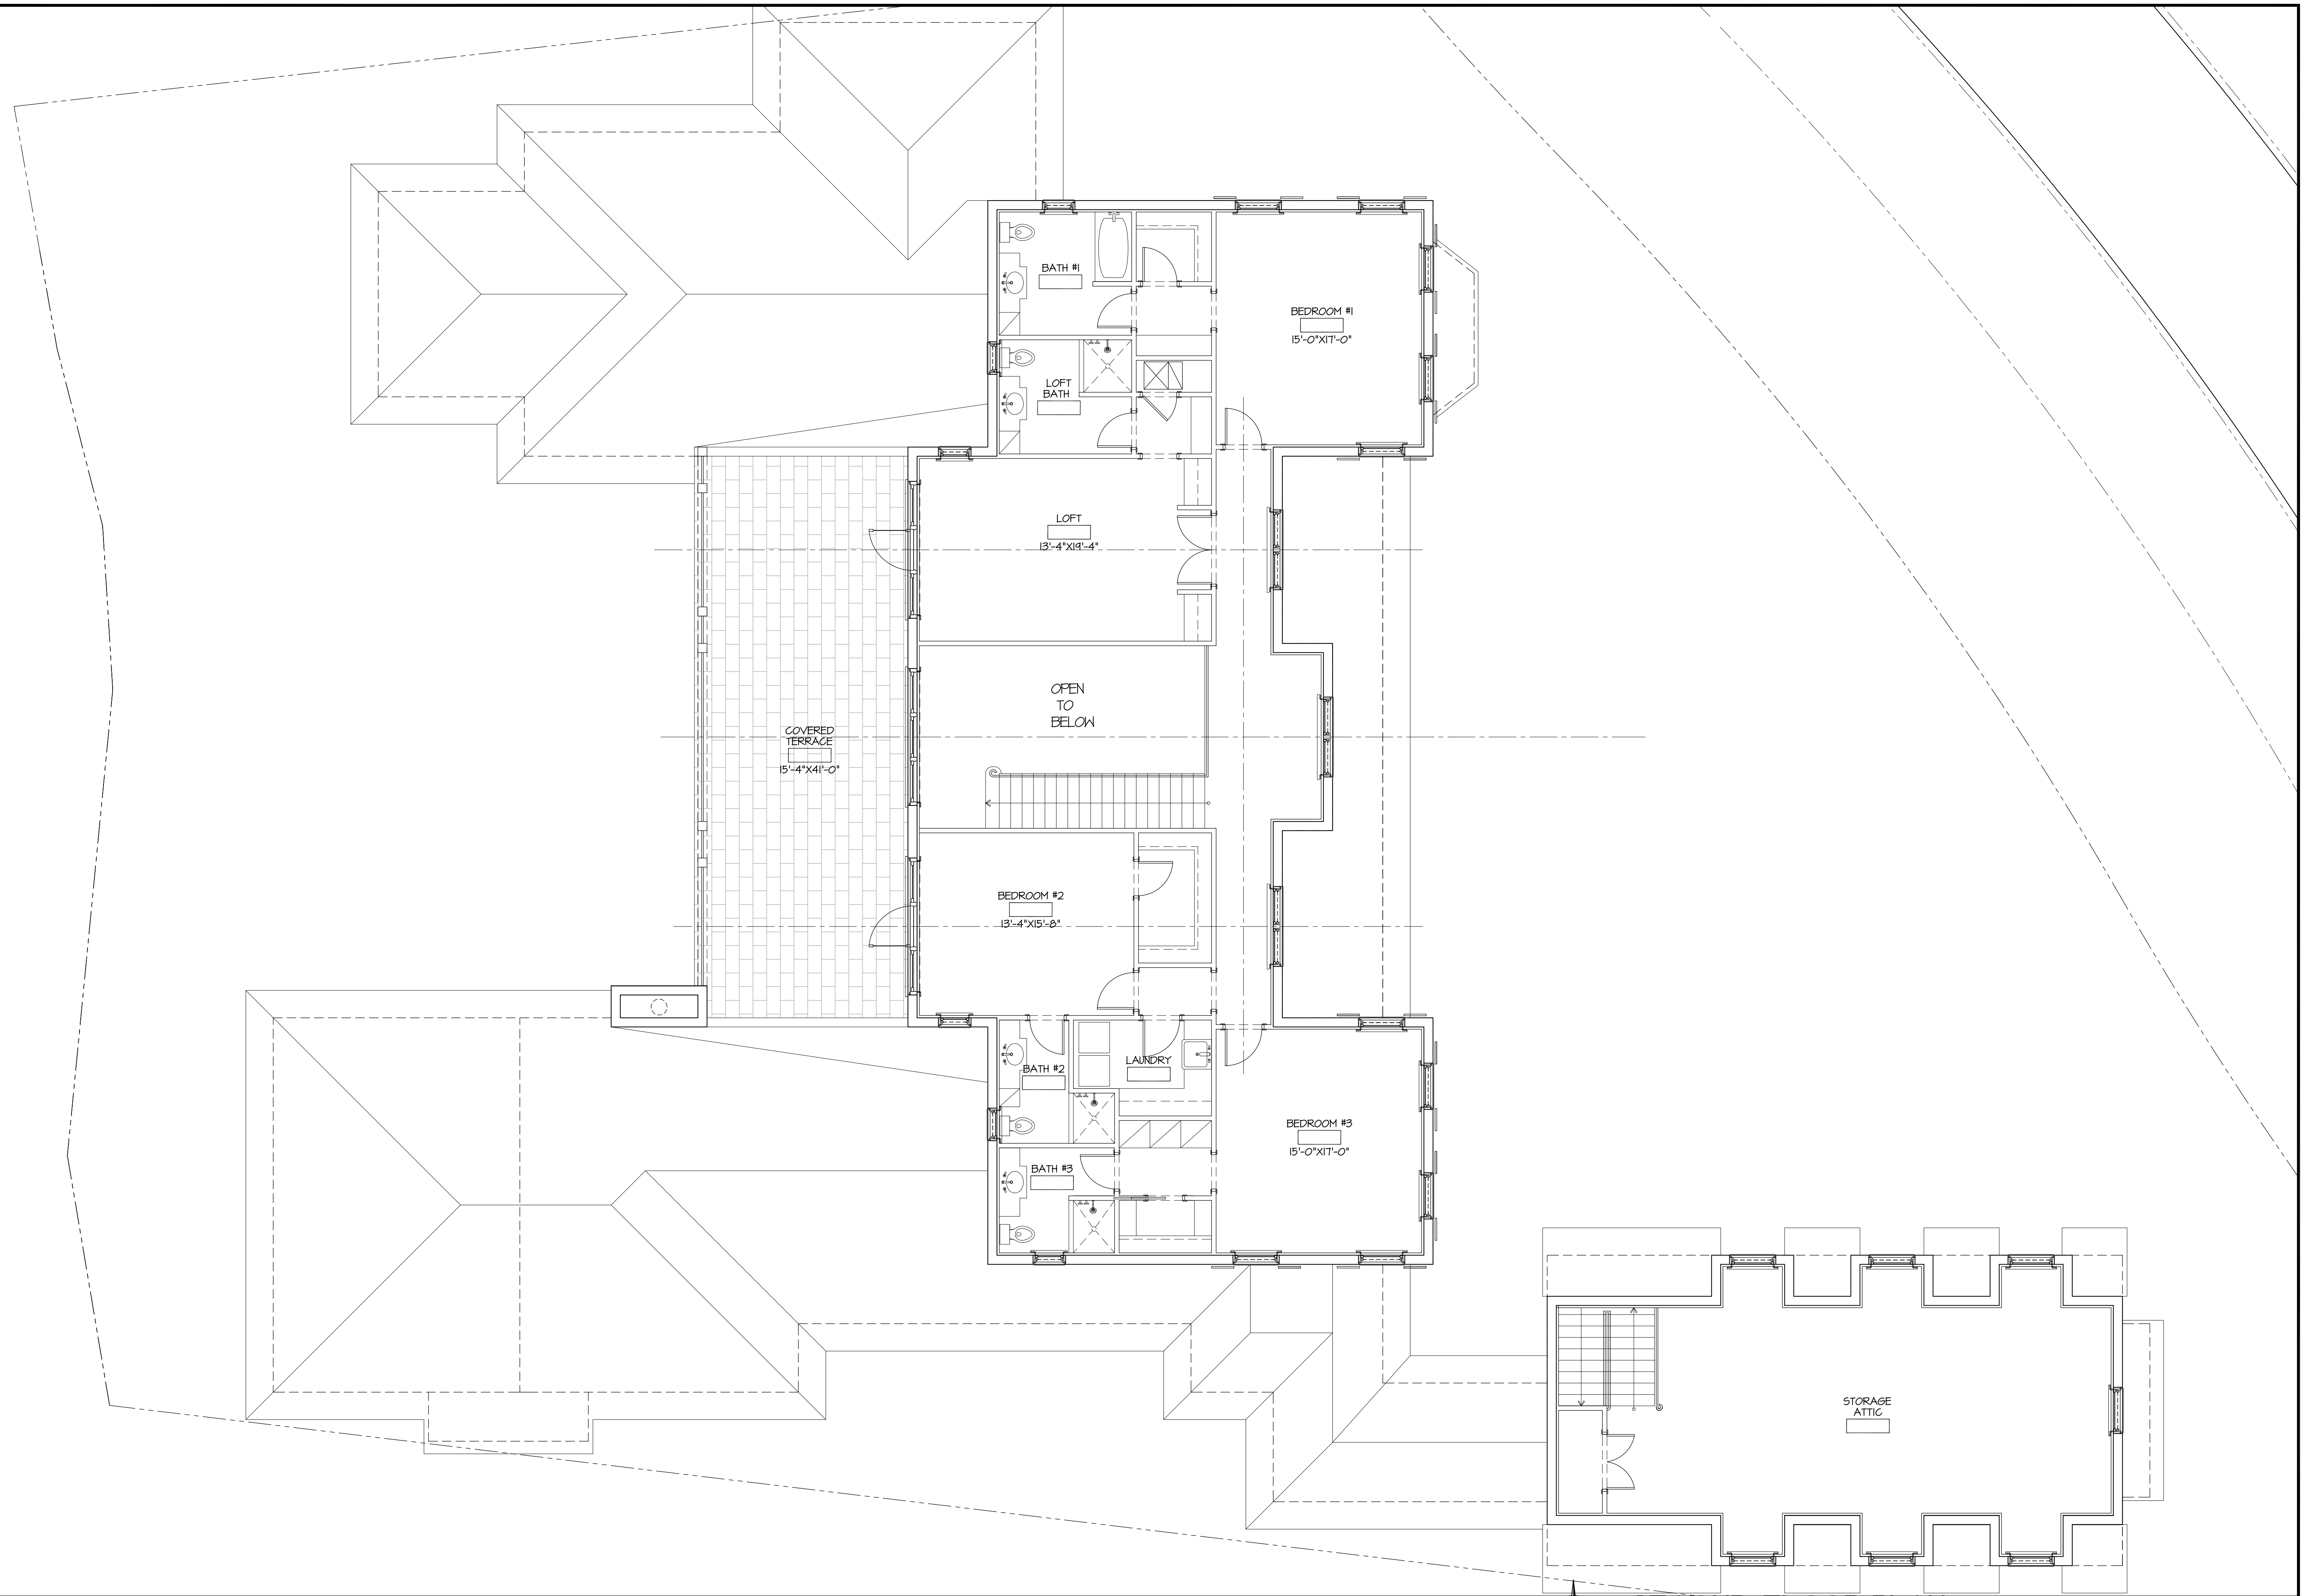 BATH #1
BEDROOM #1
15'-0"X17'-0"
LOFT
BATH
LOFT
13'-4"X19'-4"
OPEN
TO
BELOW
COVERED
TERRACE
15'-4"X41'-0"
BEDROOM #2
13'-4"X15'-8"
LAUNDRY
BATH #2
BEDROOM #3
15'-0"X17'-0"
BATH #3
STORAGE
ATTIC